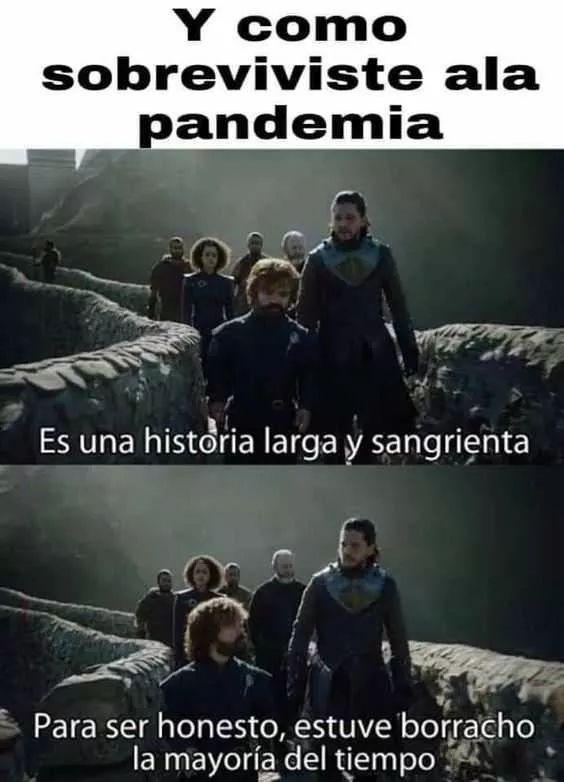 Y como
sobreviviste ala
pandemia
Es una historia larga y sangrienta
Para ser honesto, estuve borracho
la mayoría del tiempo